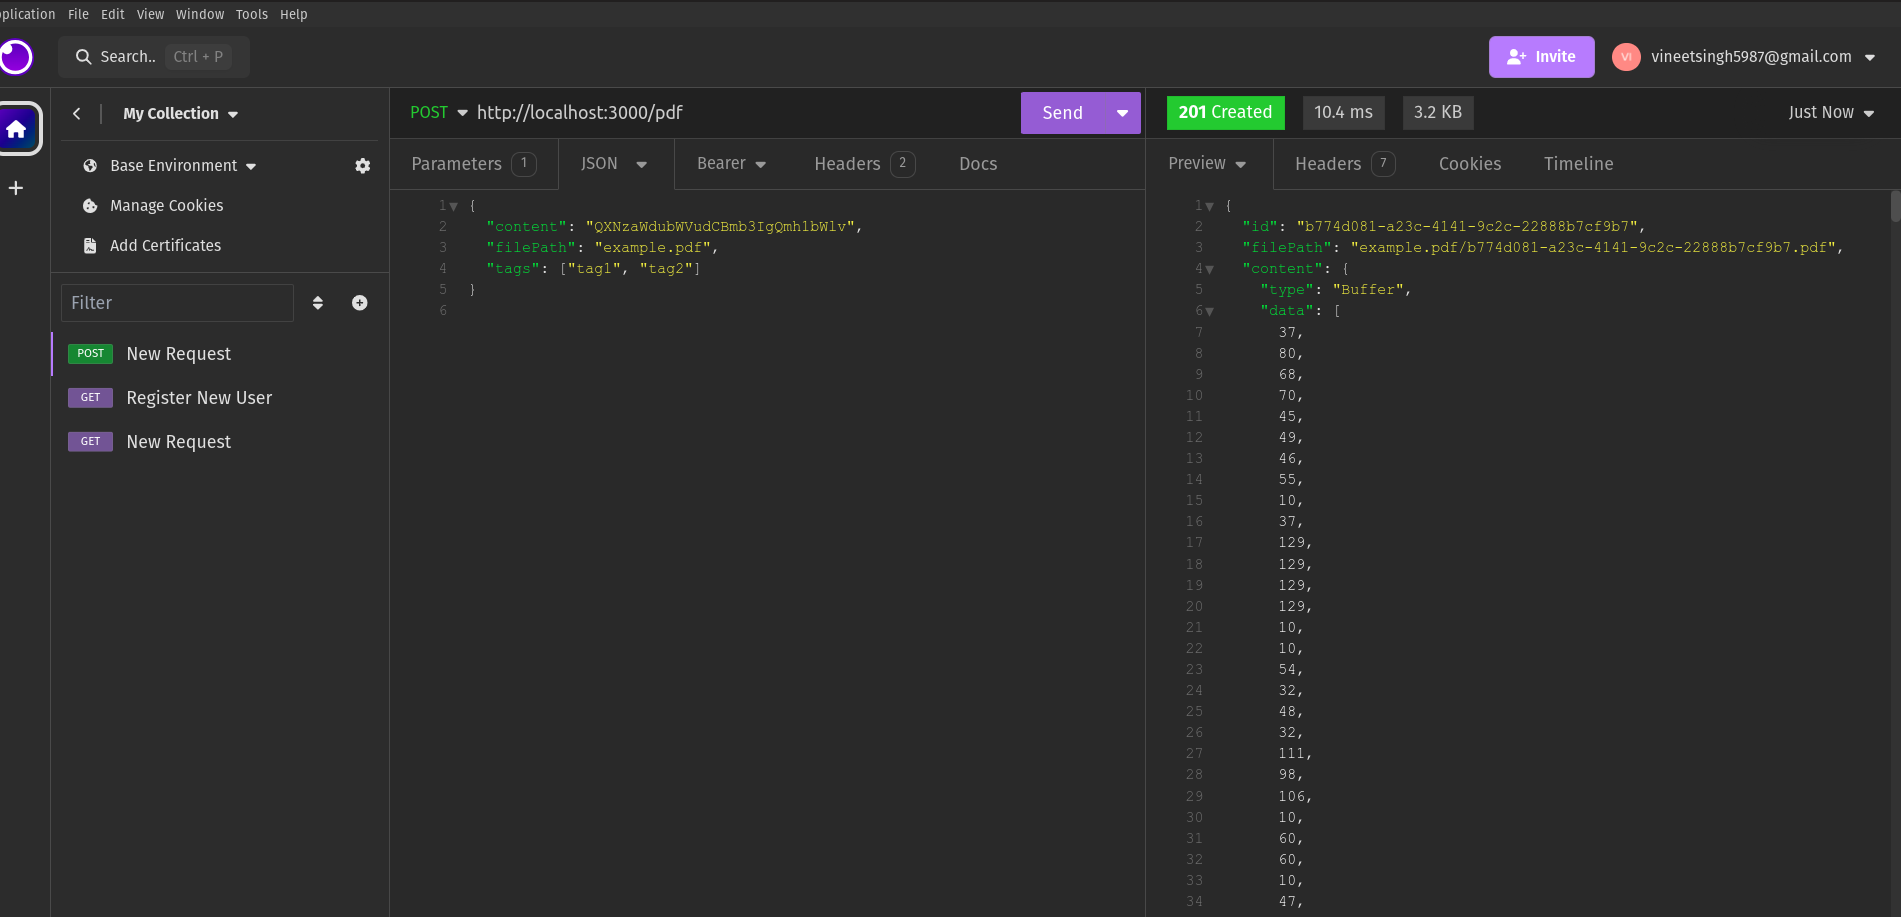 plication File Edit View Window Tools Help
Search.. Ctrl + P
Invite
VI
vineetsingh5987@gmail.com
My Collection
Base Environment
Manage Cookies
Add Certificates
Filter
POST New Request
GET Register New User
GET New Request
POST http://localhost:3000/pdf Send
Parameters 1 JSON Bearer Headers 2 Docs
1 {
2 "content": "QXNzaWdubWVudCBmb3IgQmh1bWlv",
3 "filePath": "example.pdf",
4 "tags": ["tag1", "tag2"]
5 }
6
201 Created 10.4 ms 3.2 KB Just Now
Preview Headers 7 Cookies Timeline
1 {
2 "id": "b774d081-a23c-4141-9c2c-22888b7cf9b7",
3 "filePath": "example.pdf/b774d081-a23c-4141-9c2c-22888b7cf9b7.pdf",
4 "content": {
5 "type": "Buffer",
6 "data": [
7 37,
8 80,
9 68,
10 70,
11 45,
12 49,
13 46,
14 55,
15 10,
16 37,
17 129,
18 129,
19 129,
20 129,
21 10,
22 10,
23 54,
24 32,
25 48,
26 32,
27 111,
28 98,
29 106,
30 10,
31 60,
32 60,
33 10,
34 47,